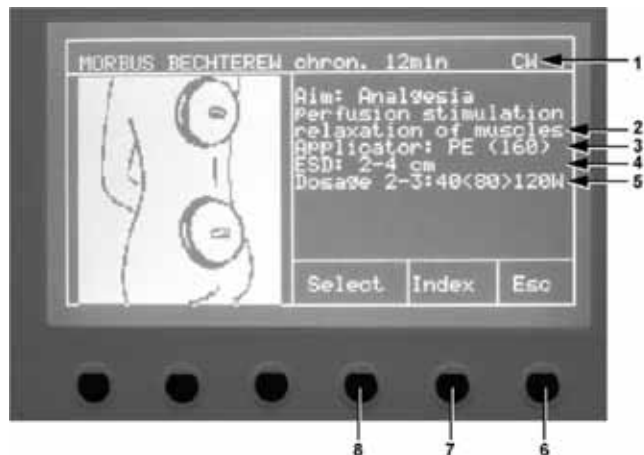 MORBUS BECHTEREW chron. 12min CW
Aim: Analgesia
Perfusion stimulation
relaxation of muscles
Applicator: PE (160)
ESD: 2-4 cm
Dosage 2-3:40<80>120W
Select Index Esc
1
2
3
4
5
8 7 6